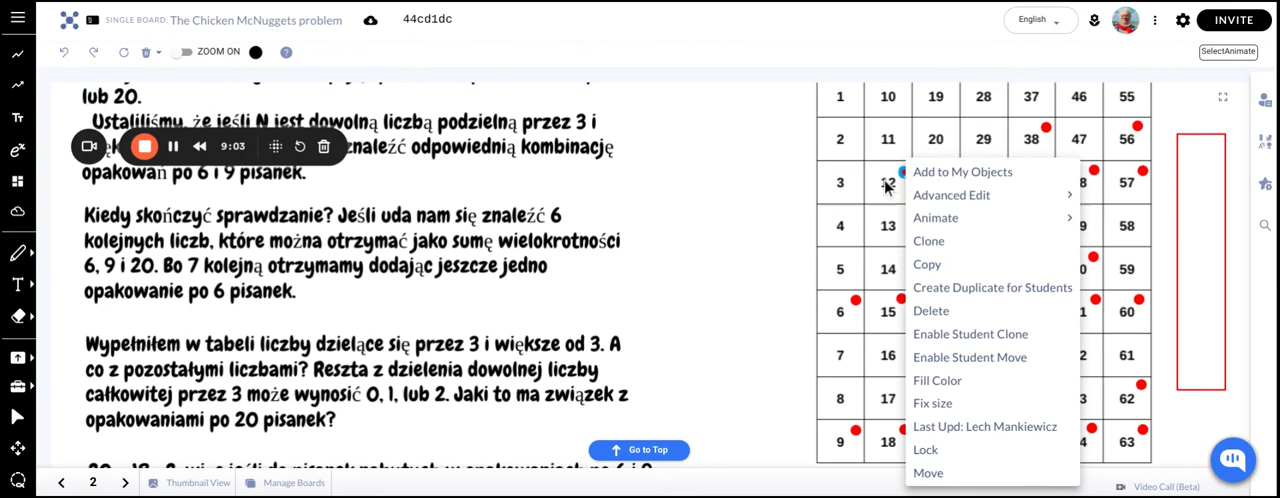 SINGLE BOARD: The Chicken McNuggets problem
44cd1dc
English
INVITE
ZOOM ON
SelectAnimate
lub 20.
Ustaliliśmy, że jeśli N jest dowolną liczbą podzielną przez 3 i
9:03
znaleźć odpowiednią kombinację
opakowań po 6 i 9 pisanek.
Kiedy skończyć sprawdzanie? Jeśli uda nam się znaleźć 6
kolejnych liczb, które można otrzymać jako sumę wielokrotności
6, 9 i 20. Bo 7 kolejną otrzymamy dodając jeszcze jedno
opakowanie po 6 pisanek.
Wypełniłem w tabeli liczby dzielące się przez 3 i większe od 3. A
co z pozostałymi liczbami? Reszta z dzielenia dowolnej liczby
całkowitej przez 3 może wynosić 0, 1, lub 2. Jaki to ma związek z
opakowaniami po 20 pisanek?
Go to Top
1 10 19 28 37 46 55
2 11 20 29 38 47 56
3 12 8 57
4 13 58
5 14 0 59
6 15 1 60
7 16 2 61
8 17 3 62
9 18 4 63
Add to My Objects
Advanced Edit
Animate
Clone
Copy
Create Duplicate for Students
Delete
Enable Student Clone
Enable Student Move
Fill Color
Fix size
Last Upd: Lech Mankiewicz
Lock
Move
2
Thumbnail View
Manage Boards
Video Call (Beta)